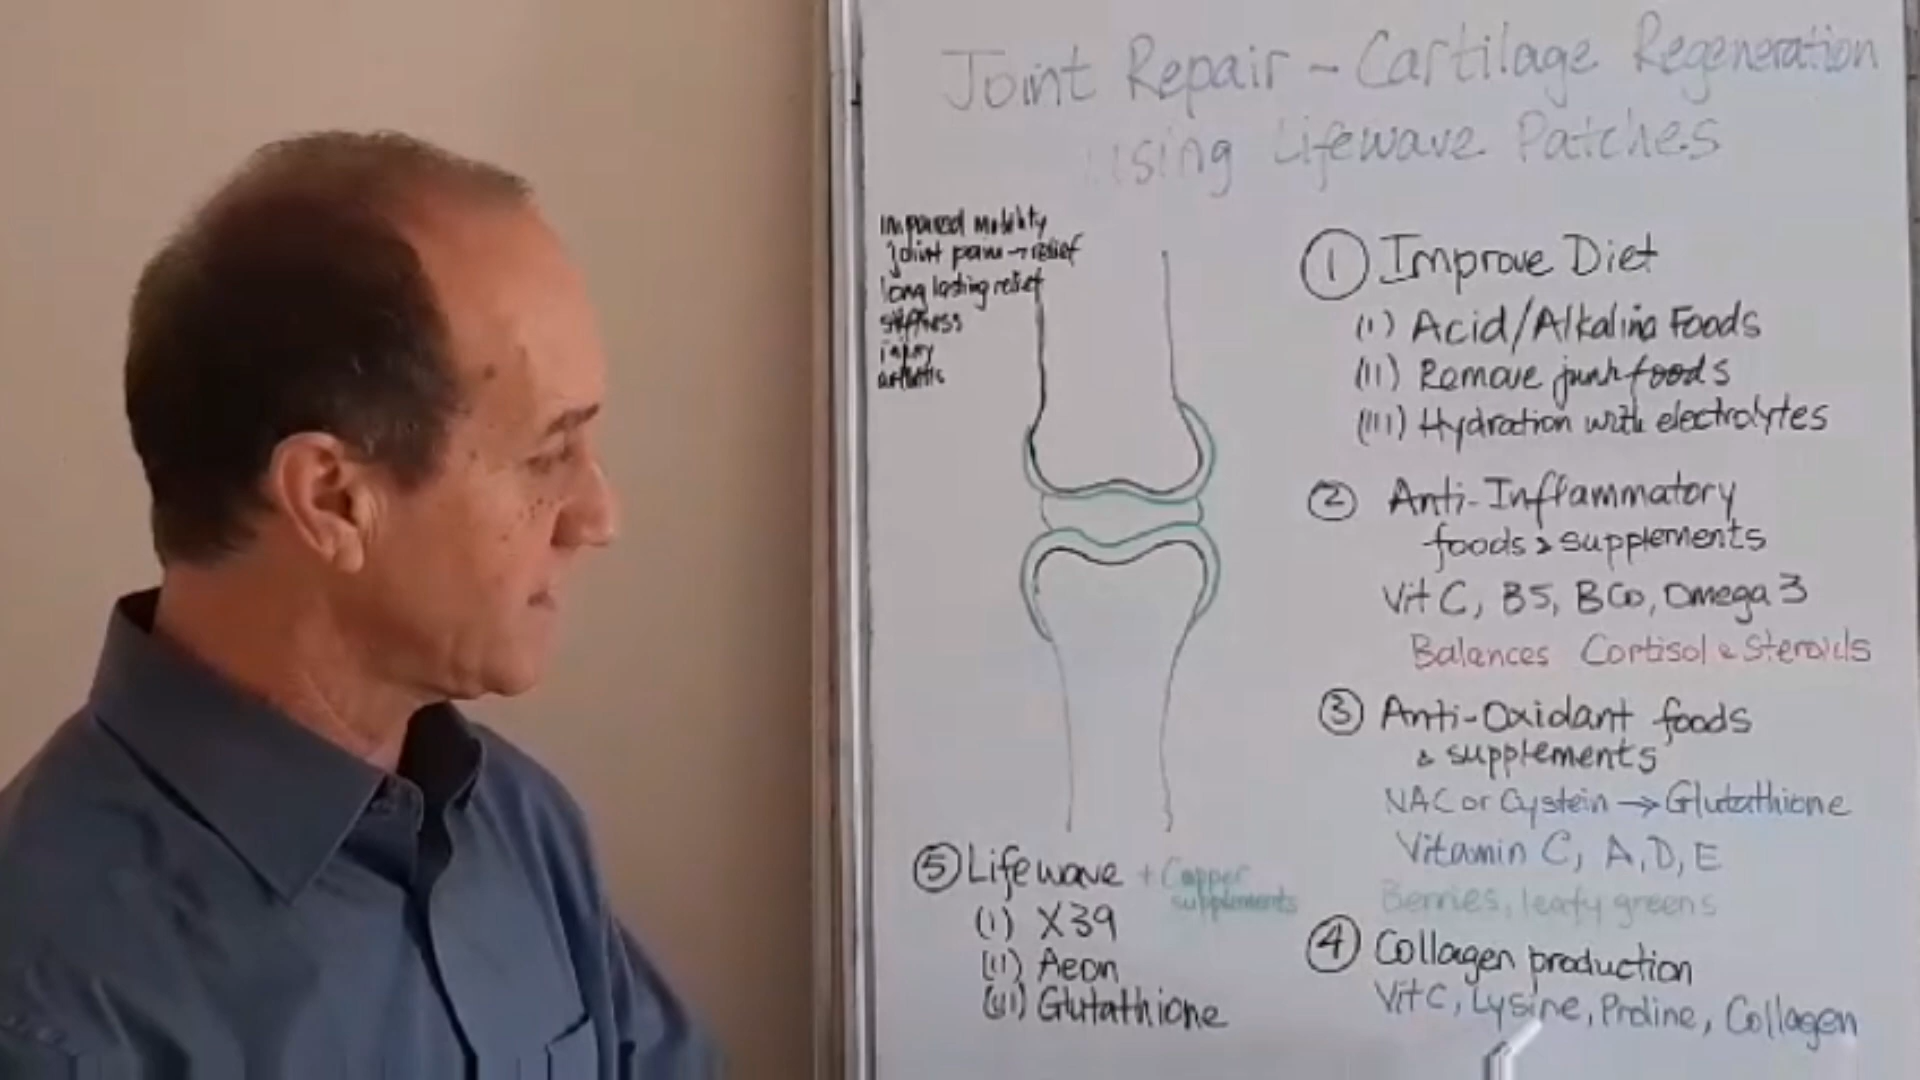 Joint Repair - Cartilage Regeneration
Using Lifewave Patches
Impared mobility
joint pain → relief
long lasting relief
stiffness
injury
arthritis
① Improve Diet
(I) Acid/Alkaline Foods
(II) Remove junk foods
(III) Hydration with electrolytes
② Anti-Inflammatory
foods & supplements
Vit C, B5, BCo, Omega 3
Balances Cortisol & Steroids
③ Anti-Oxidant foods
& supplements
NAC or Cystein → Glutathione
Vitamin C, A, D, E
Berries, leafy greens
④ Collagen production
Vit C, Lysine, Proline, Collagen
⑤ Lifewave + Copper
supplements
(I) X39
(II) Aeon
(III) Glutathione